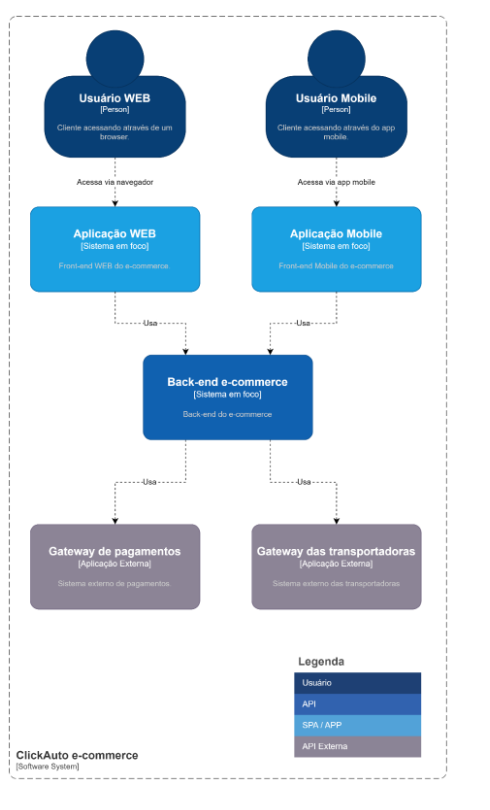 Usuário WEB
[Person]
Cliente acessando através de um
browser.
Usuário Mobile
[Person]
Cliente acessando através do app
mobile.
Acessa via navegador
Acessa via app mobile
Aplicação WEB
[Sistema em foco]
Front-end WEB do e-commerce.
Aplicação Mobile
[Sistema em foco]
Front-end Mobile do e-commerce
Usa
Usa
Back-end e-commerce
[Sistema em foco]
Back-end do e-commerce
Usa
Usa
Gateway de pagamentos
[Aplicação Externa]
Sistema externo de pagamentos.
Gateway das transportadoras
[Aplicação Externa]
Sistema externo das transportadoras
Legenda
Usuário
API
SPA / APP
API Externa
ClickAuto e-commerce
[Software System]